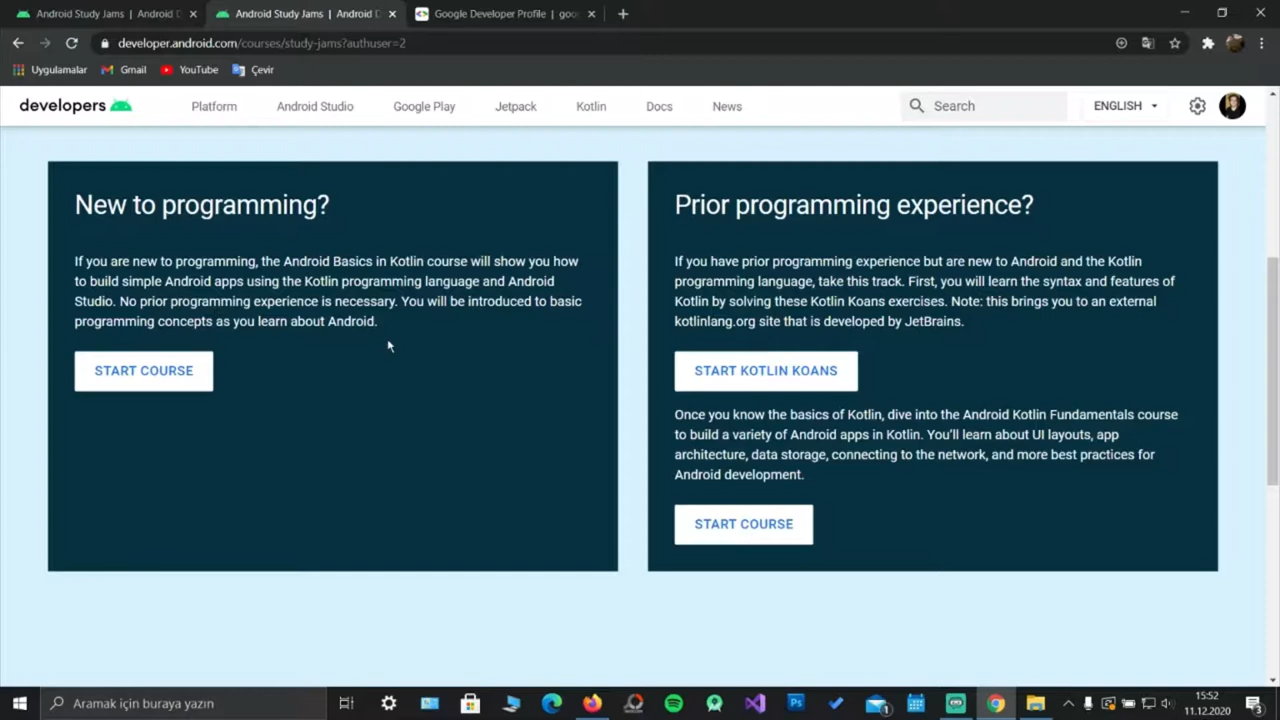 Android Study Jams | Android D
Android Study Jams | Android D
Google Developer Profile | goo
developer.android.com/courses/study-jams?authuser=2
Uygulamalar
Gmail
YouTube
Çevir
developers
Platform
Android Studio
Google Play
Jetpack
Kotlin
Docs
News
Search
ENGLISH
New to programming?
If you are new to programming, the Android Basics in Kotlin course will show you how
to build simple Android apps using the Kotlin programming language and Android
Studio. No prior programming experience is necessary. You will be introduced to basic
programming concepts as you learn about Android.
START COURSE
Prior programming experience?
If you have prior programming experience but are new to Android and the Kotlin
programming language, take this track. First, you will learn the syntax and features of
Kotlin by solving these Kotlin Koans exercises. Note: this brings you to an external
kotlinlang.org site that is developed by JetBrains.
START KOTLIN KOANS
Once you know the basics of Kotlin, dive into the Android Kotlin Fundamentals course
to build a variety of Android apps in Kotlin. You'll learn about UI layouts, app
architecture, data storage, connecting to the network, and more best practices for
Android development.
START COURSE
Aramak için buraya yazın
Ps
1
15:52
11.12.2020
3